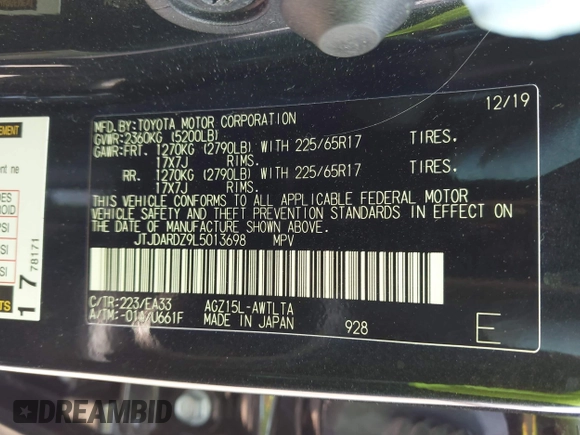 12/19
MFD.BY:TOYOTA MOTOR CORPORATION
GVWR:2360KG (5200LB)
GAWR:FRT. 1270KG (2790LB) WITH 225/65R17 TIRES.
17X7J RIMS.
RR. 1270KG (2790LB) WITH 225/65R17 TIRES.
17X7J RIMS.
THIS VEHICLE CONFORMS TO ALL APPLICABLE FEDERAL MOTOR
VEHICLE SAFETY AND THEFT PREVENTION STANDARDS IN EFFECT ON
THE DATE OF MANUFACTURE SHOWN ABOVE.
JTJDARDZ9L5013698 MPV
C/TR:223/EA33 AGZ15L-AWTLTA
A/TM:-01A/U661F MADE IN JAPAN 928 E
17
78171
DREAMBID